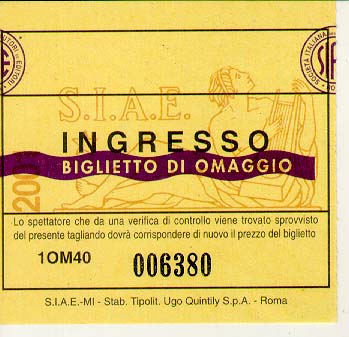 S.I.A.E.
INGRESSO
BIGLIETTO DI OMAGGIO
200
Lo spettatore che da una verifica di controllo viene trovato sprovvisto
del presente tagliando dovrà corrispondere di nuovo il prezzo del biglietto
1OM40
006380
S.I.A.E.-MI - Stab. Tipolit. Ugo Quintily S.p.A. - Roma